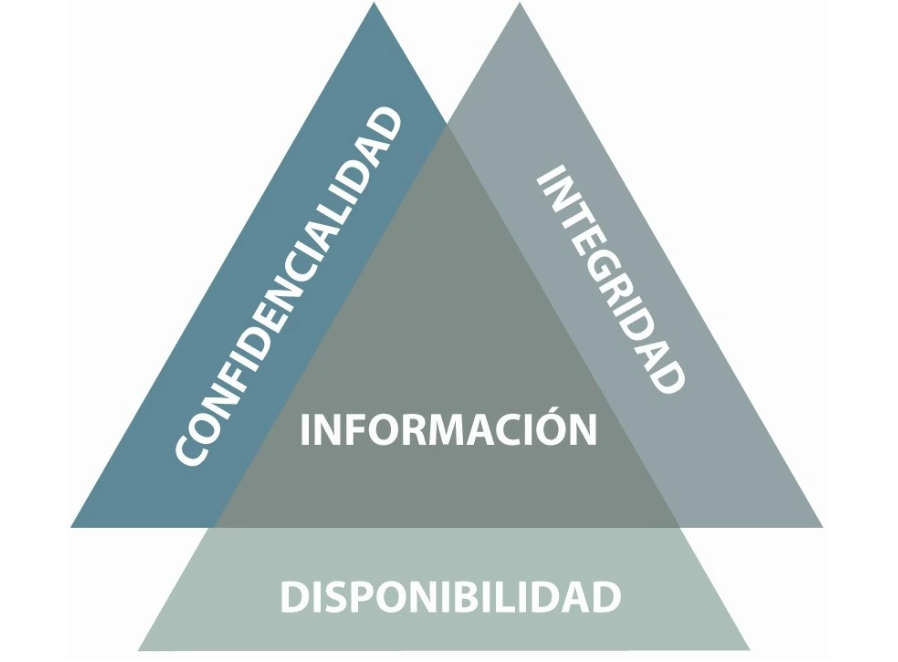 CONFIDENCIALIDAD
INTEGRIDAD
INFORMACIÓN
DISPONIBILIDAD